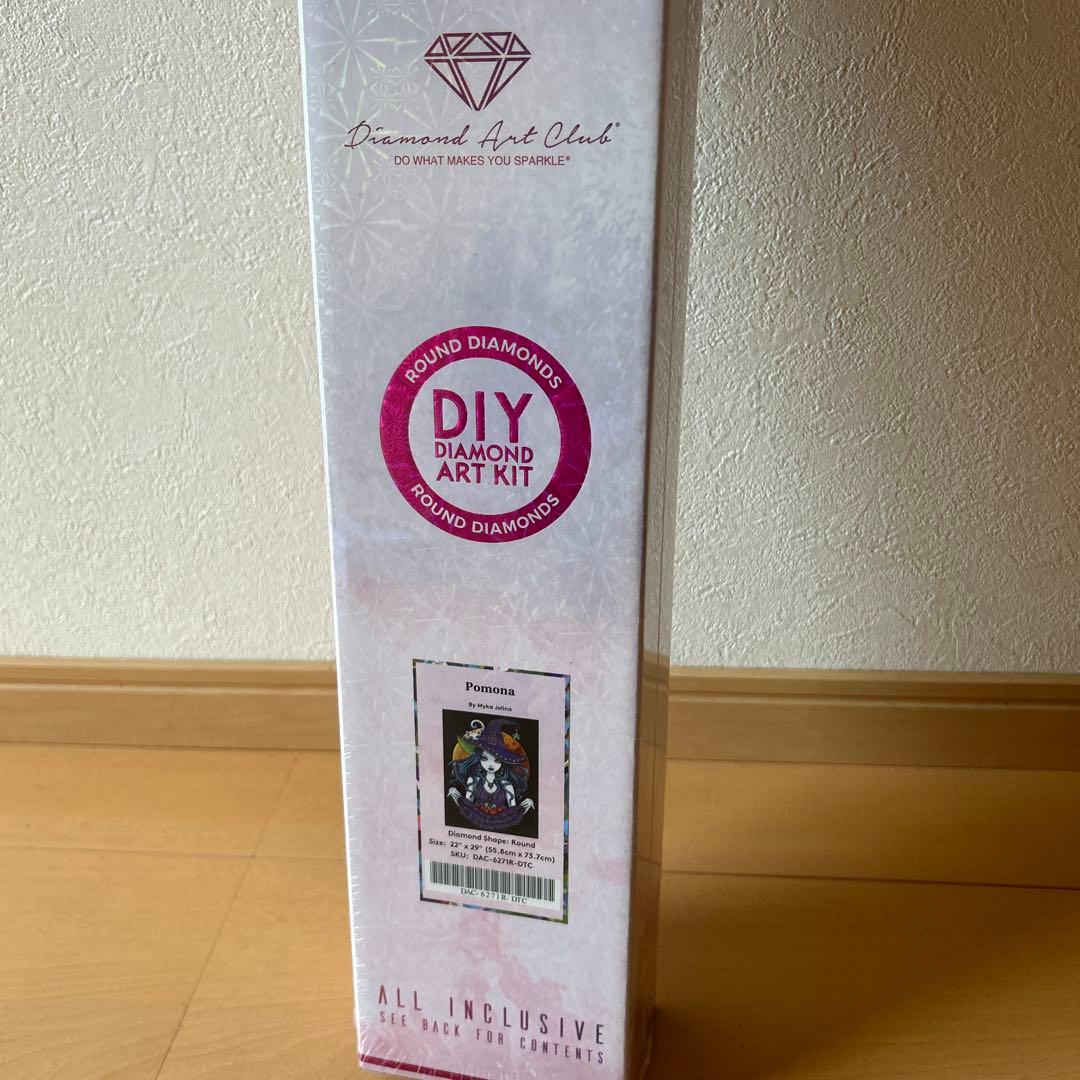 Diamond Art Club®
DO WHAT MAKES YOU SPARKLE®
ROUND DIAMONDS
DIY
DIAMOND
ART KIT
ROUND DIAMONDS
Pomona
By Myka Jelina
Diamond Shape: Round
Size: 22" x 29" (55.8cm x 73.7cm)
SKU: DAC-6271R-DTC
DAC- 6271R- DTC
ALL INCLUSIVE
SEE BACK FOR CONTENTS